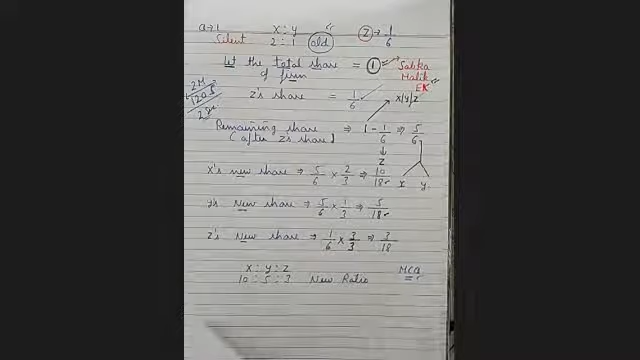 Q→1 X : Y (Z) → 1/6
Silent 2 : 1 (old)
Let the total share = 1 → Sabka
of firm Malik
EK
Z's share = 1/6 X/Y/Z
Remaining share ⇒ 1 - 1/6 ⇒ 5/6
(after Z's share) ↓
Z
X Y
X's new share ⇒ 5/6 × 2/3 ⇒ 10/18
Y's new share ⇒ 5/6 × 1/3 ⇒ 5/18
Z's new share ⇒ 1/6 × 3/3 ⇒ 3/18
X : Y : Z MCQ
10 : 5 : 3 New Ratio